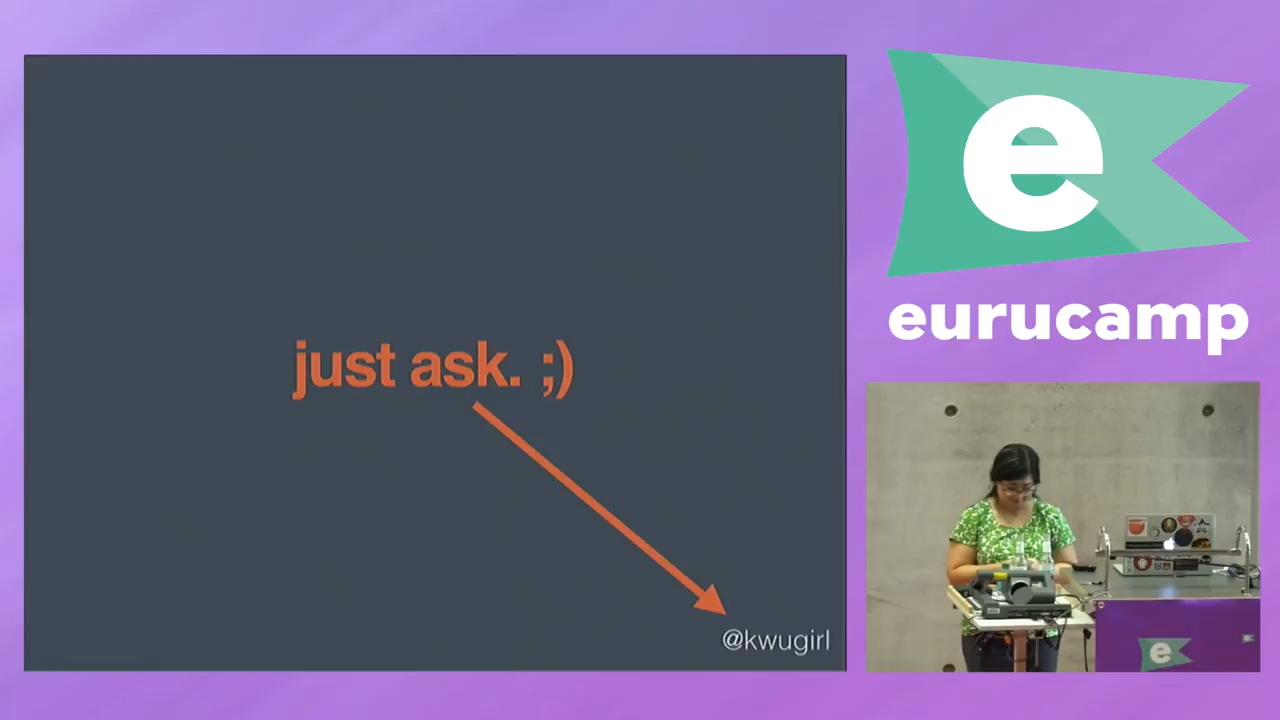 just ask. ;)
@kwugirl
e
eurucamp
e